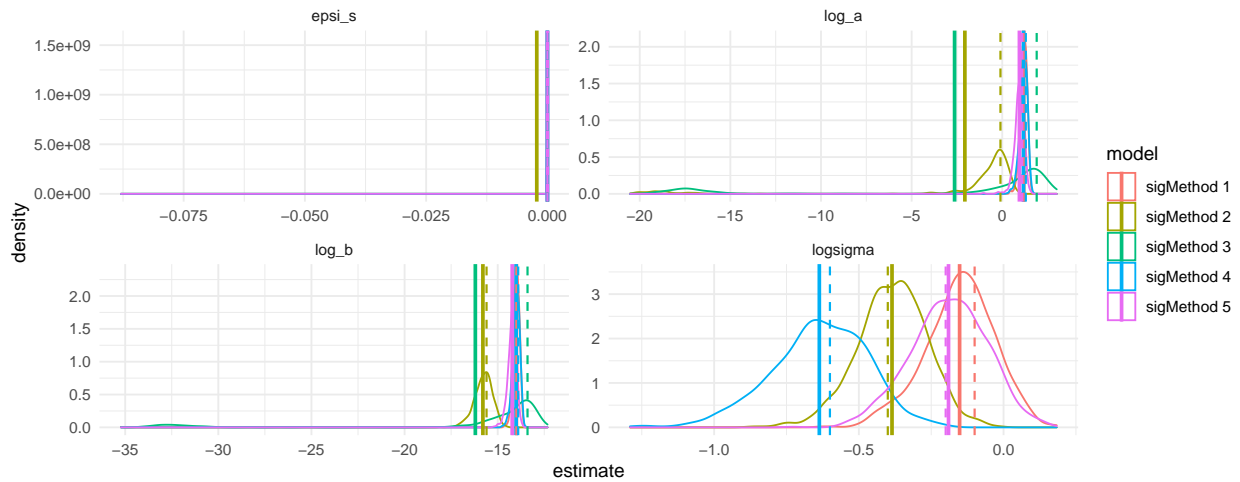 epsi_s
log_a
density
1.5e+09
1.0e+09
5.0e+08
0.0e+00
−0.075
−0.050
−0.025
0.000
2.0
1.5
1.0
0.5
0.0
−20
−15
−10
−5
0
log_b
logsigma
2.0
1.5
1.0
0.5
0.0
−35
−30
−25
−20
−15
3
2
1
0
−1.0
−0.5
0.0
estimate
model
sigMethod 1
sigMethod 2
sigMethod 3
sigMethod 4
sigMethod 5